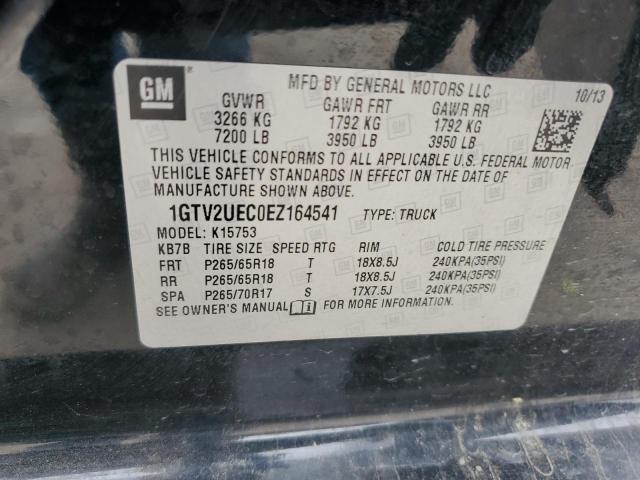 GM
MFD BY GENERAL MOTORS LLC
10/13
GVWR GAWR FRT GAWR RR
3266 KG 1792 KG 1792 KG
7200 LB 3950 LB 3950 LB
THIS VEHICLE CONFORMS TO ALL APPLICABLE U.S. FEDERAL MOTOR
VEHICLE SAFETY STANDARDS IN EFFECT ON THE DATE OF
MANUFACTURE SHOWN ABOVE.
1GTV2UEC0EZ164541 TYPE: TRUCK
MODEL: K15753
KB7B TIRE SIZE SPEED RTG RIM COLD TIRE PRESSURE
FRT P265/65R18 T 18X8.5J 240KPA(35PSI)
RR P265/65R18 T 18X8.5J 240KPA(35PSI)
SPA P265/70R17 S 17X7.5J 240KPA(35PSI)
SEE OWNER'S MANUAL FOR MORE INFORMATION.